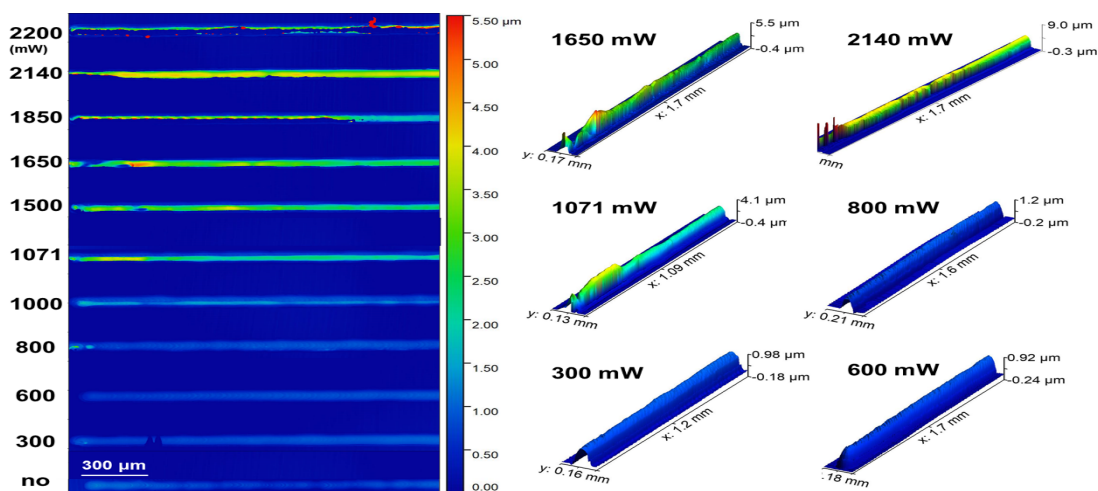 2200
(mW)
2140
1850
1650
1500
1071
1000
800
600
300
no
300 µm
5.50 µm
5.00
4.50
4.00
3.50
3.00
2.50
2.00
1.50
1.00
0.50
0.00
1650 mW
5.5 µm
-0.4 µm
x: 1.7 mm
y: 0.17 mm
2140 mW
9.0 µm
-0.3 µm
x: 1.7 mm
mm
1071 mW
4.1 µm
-0.4 µm
x: 1.09 mm
y: 0.13 mm
800 mW
1.2 µm
-0.2 µm
x: 1.6 mm
y: 0.21 mm
300 mW
0.98 µm
-0.18 µm
x: 1.2 mm
y: 0.16 mm
600 mW
0.92 µm
-0.24 µm
x: 1.7 mm
.18 mm